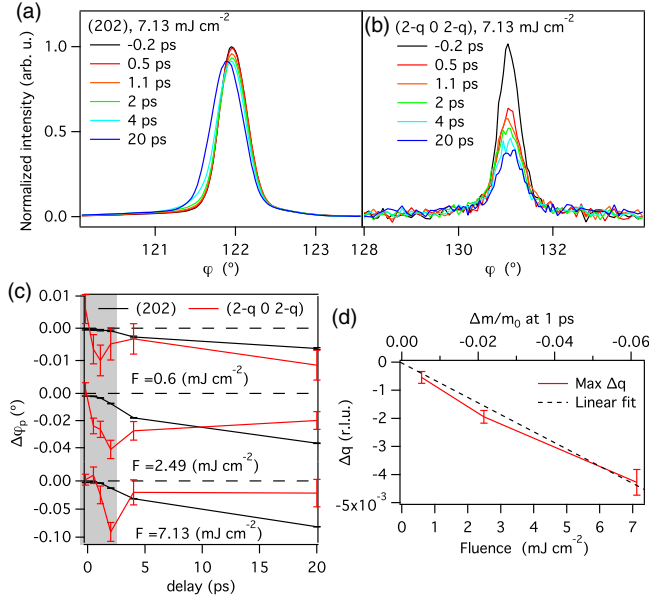 (a)
(202), 7.13 mJ cm-2
-0.2 ps
0.5 ps
1.1 ps
2 ps
4 ps
20 ps
Normalized intensity (arb. u.)
1.0
0.5
0.0
121
122
123
φ (°)
(b)
(2-q 0 2-q), 7.13 mJ cm-2
-0.2 ps
0.5 ps
1.1 ps
2 ps
4 ps
20 ps
128
130
132
φ (°)
(c)
(202)
(2-q 0 2-q)
0.01
0.00
-0.01
F =0.6 (mJ cm-2)
0.00
-0.02
-0.04
F =2.49 (mJ cm-2)
0.00
-0.05
-0.10
F =7.13 (mJ cm-2)
Δφp (°)
0
5
10
15
20
delay (ps)
(d)
Δm/m0 at 1 ps
0.00
-0.02
-0.04
-0.06
Max Δq
Linear fit
Δq (r.l.u.)
0
-1
-2
-3
-4
-5x10-3
0 1 2 3 4 5 6 7
Fluence (mJ cm-2)